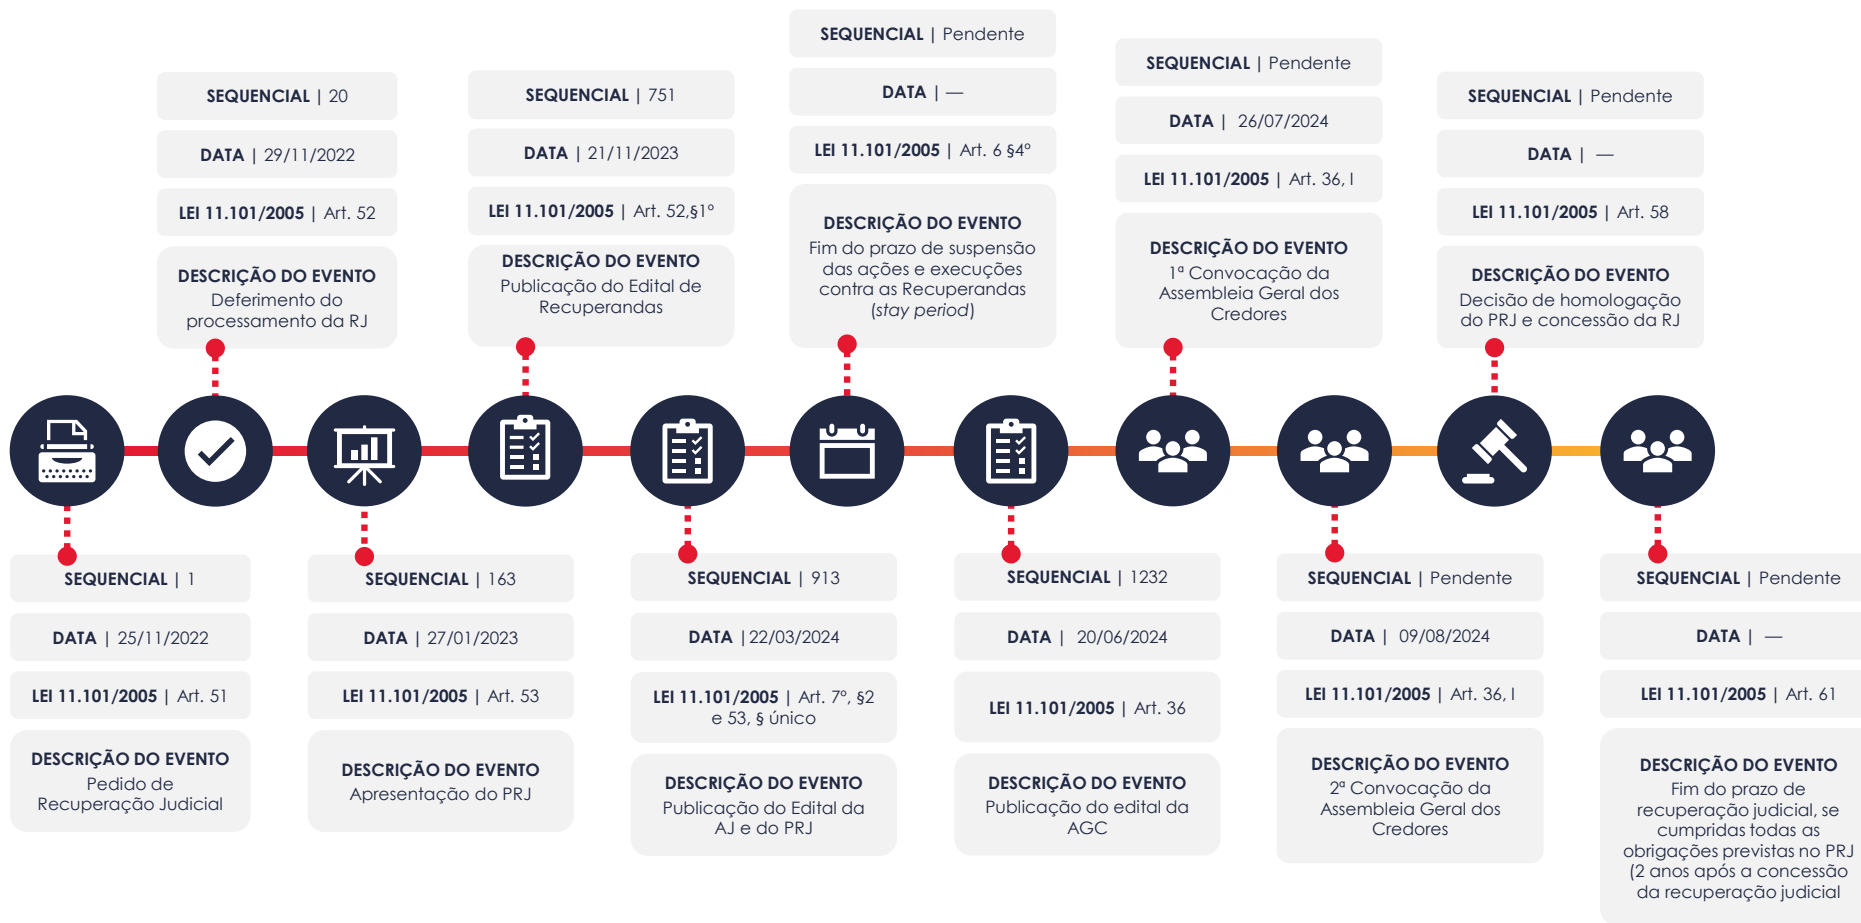 SEQUENCIAL | 1
DATA | 25/11/2022
LEI 11.101/2005 | Art. 51
DESCRIÇÃO DO EVENTO
Pedido de
Recuperação Judicial
SEQUENCIAL | 20
DATA | 29/11/2022
LEI 11.101/2005 | Art. 52
DESCRIÇÃO DO EVENTO
Deferimento do
processamento da RJ
SEQUENCIAL | 163
DATA | 27/01/2023
LEI 11.101/2005 | Art. 53
DESCRIÇÃO DO EVENTO
Apresentação do PRJ
SEQUENCIAL | 751
DATA | 21/11/2023
LEI 11.101/2005 | Art. 52,§1º
DESCRIÇÃO DO EVENTO
Publicação do Edital de
Recuperandas
SEQUENCIAL | 913
DATA |22/03/2024
LEI 11.101/2005 | Art. 7º, §2
e 53, § único
DESCRIÇÃO DO EVENTO
Publicação do Edital da
AJ e do PRJ
SEQUENCIAL | Pendente
DATA | —
LEI 11.101/2005 | Art. 6 §4º
DESCRIÇÃO DO EVENTO
Fim do prazo de suspensão
das ações e execuções
contra as Recuperandas
(stay period)
SEQUENCIAL | 1232
DATA | 20/06/2024
LEI 11.101/2005 | Art. 36
DESCRIÇÃO DO EVENTO
Publicação do edital da
AGC
SEQUENCIAL | Pendente
DATA | 26/07/2024
LEI 11.101/2005 | Art. 36, I
DESCRIÇÃO DO EVENTO
1ª Convocação da
Assembleia Geral dos
Credores
SEQUENCIAL | Pendente
DATA | 09/08/2024
LEI 11.101/2005 | Art. 36, I
DESCRIÇÃO DO EVENTO
2ª Convocação da
Assembleia Geral dos
Credores
SEQUENCIAL | Pendente
DATA | —
LEI 11.101/2005 | Art. 58
DESCRIÇÃO DO EVENTO
Decisão de homologação
do PRJ e concessão da RJ
SEQUENCIAL | Pendente
DATA | —
LEI 11.101/2005 | Art. 61
DESCRIÇÃO DO EVENTO
Fim do prazo de
recuperação judicial, se
cumpridas todas as
obrigações previstas no PRJ
(2 anos após a concessão
da recuperação judicial